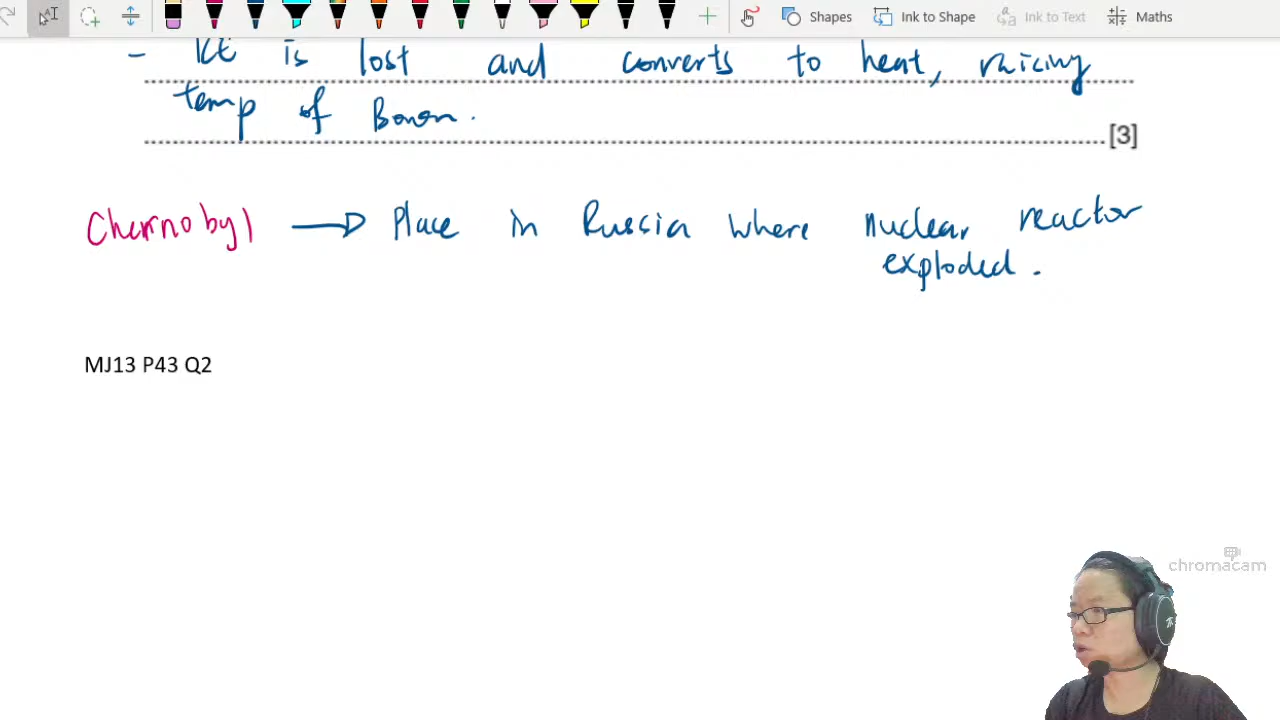 Shapes Ink to Shape Ink to Text Maths
- KE is lost and converts to heat, raicing
temp of Boron.
[3]
Chernobyl → Place in Russia where nuclear reactor
exploded.
MJ13 P43 Q2
chromacam